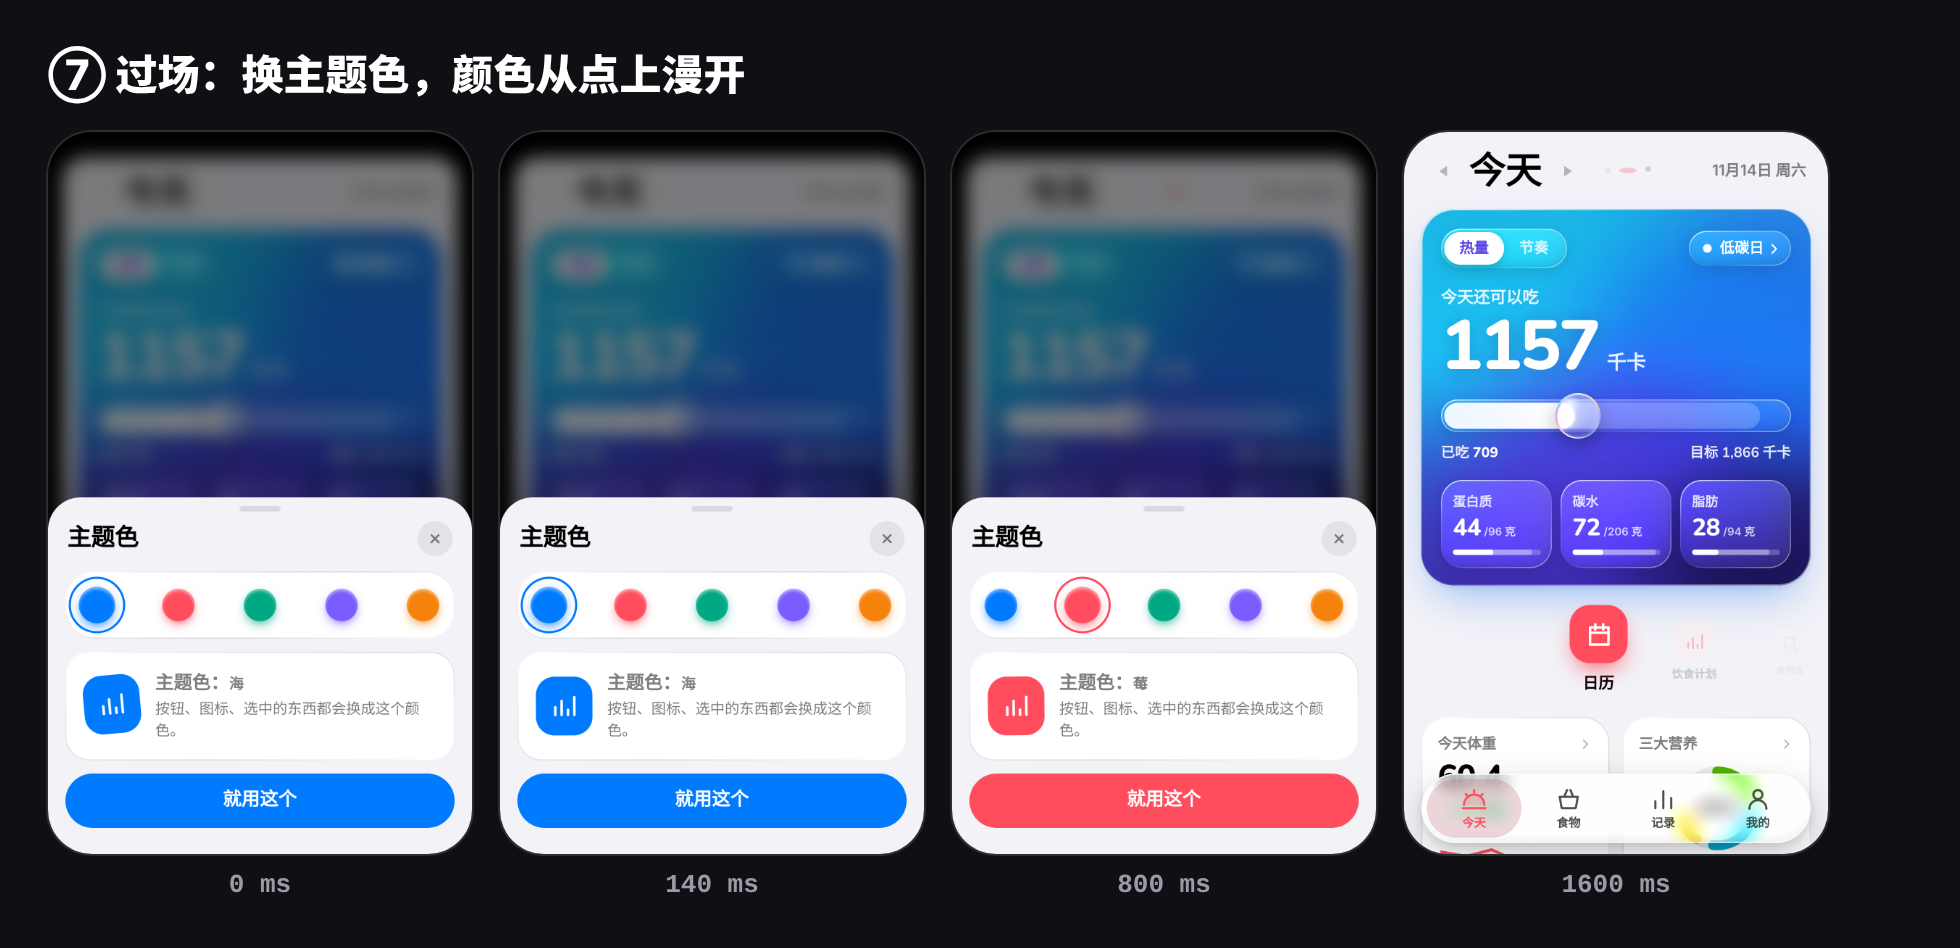 ⑦ 过场：换主题色，颜色从点上漫开
1157
主题色
主题色：海
按钮、图标、选中的东西都会换成这个颜
色。
就用这个
0 ms
1157
主题色
主题色：海
按钮、图标、选中的东西都会换成这个颜
色。
就用这个
140 ms
1157
主题色
主题色：莓
按钮、图标、选中的东西都会换成这个颜
色。
就用这个
800 ms
今天
11月14日 周六
热量 节奏
低碳日
今天还可以吃
1157 千卡
已吃 709
目标 1,866 千卡
蛋白质
44 /96 克
碳水
72 /206 克
脂肪
28 /94 克
日历
饮食计划
今天体重
三大营养
今天
食物
记录
我的
1600 ms